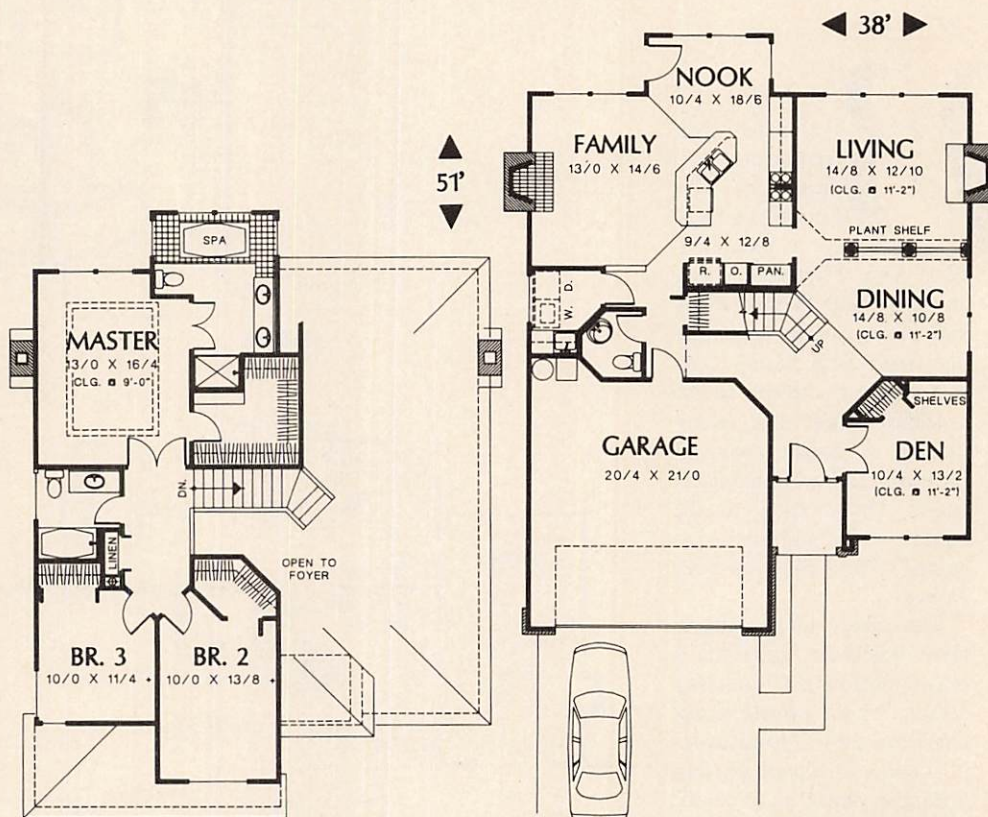 38'
51'
NOOK
10/4 X 18/6
FAMILY
13/0 X 14/6
LIVING
14/8 X 12/10
(CLG. @ 11'-2")
PLANT SHELF
9/4 X 12/8
R.
O.
PAN.
W. D.
DINING
14/8 X 10/8
(CLG. @ 11'-2")
UP
SHELVES
DEN
10/4 X 13/2
(CLG. @ 11'-2")
GARAGE
20/4 X 21/0
SPA
MASTER
13/0 X 16/4
(CLG. @ 9'-0")
DN.
LINEN
OPEN TO
FOYER
BR. 3
10/0 X 11/4 +
BR. 2
10/0 X 13/8 +